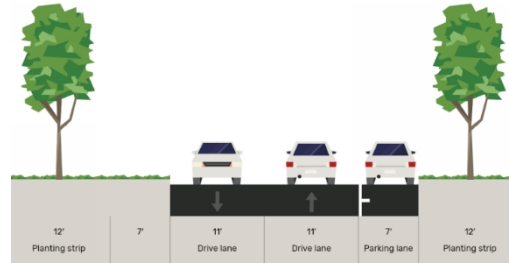 12'
Planting strip
7'
11'
Drive lane
11'
Drive lane
7'
Parking lane
12'
Planting strip